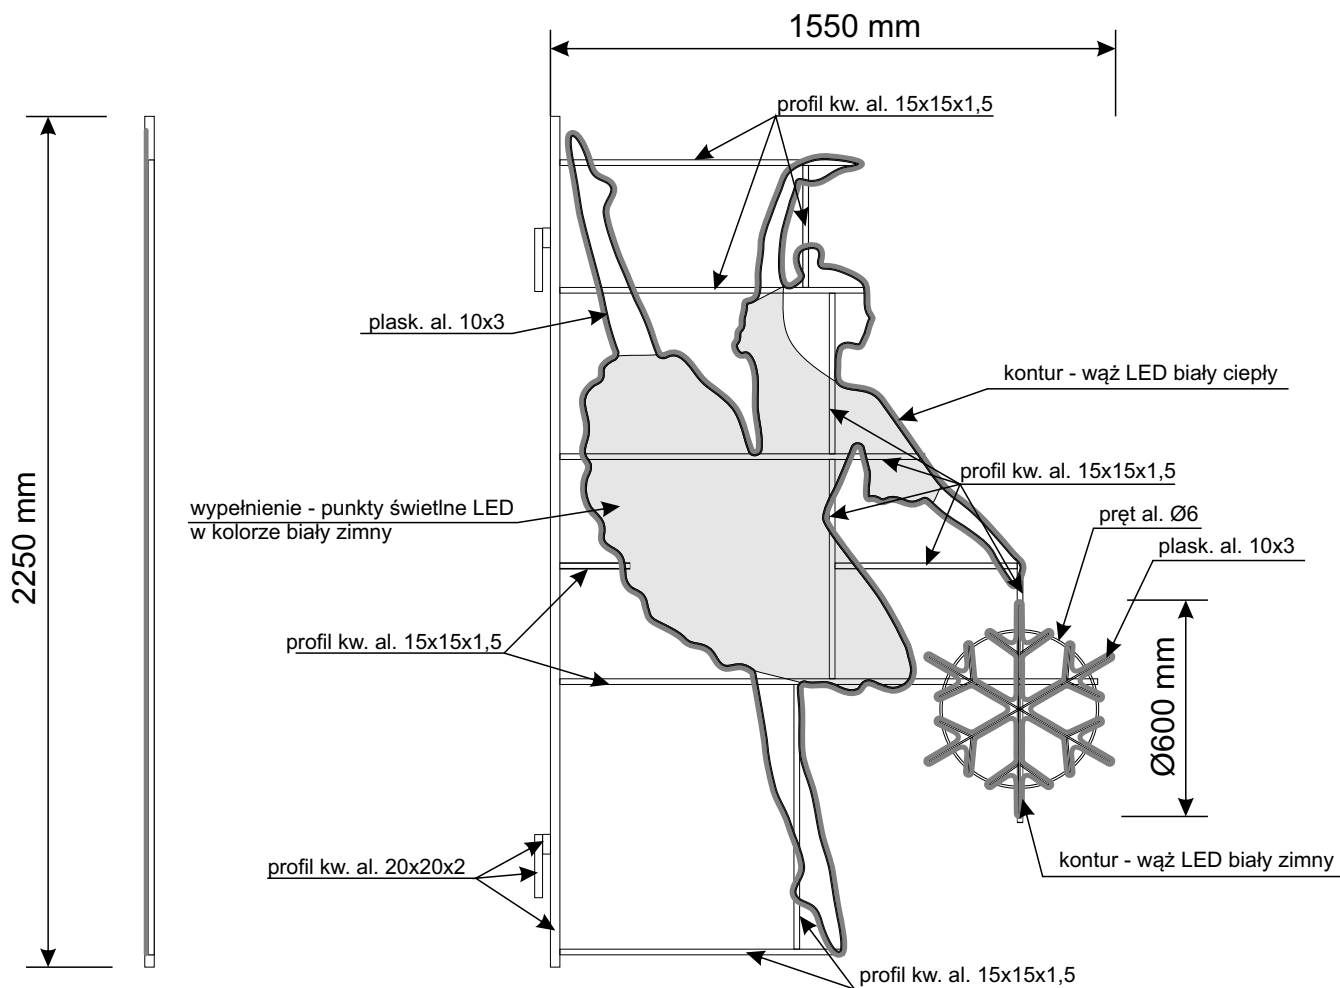 1550 mm
profil kw. al. 15x15x1,5
plask. al. 10x3
kontur - wąż LED biały ciepły
profil kw. al. 15x15x1,5
2250 mm
wypełnienie - punkty świetlne LED
w kolorze biały zimny
pręt al. Ø6
plask. al. 10x3
profil kw. al. 15x15x1,5
Ø600 mm
profil kw. al. 20x20x2
kontur - wąż LED biały zimny
profil kw. al. 15x15x1,5